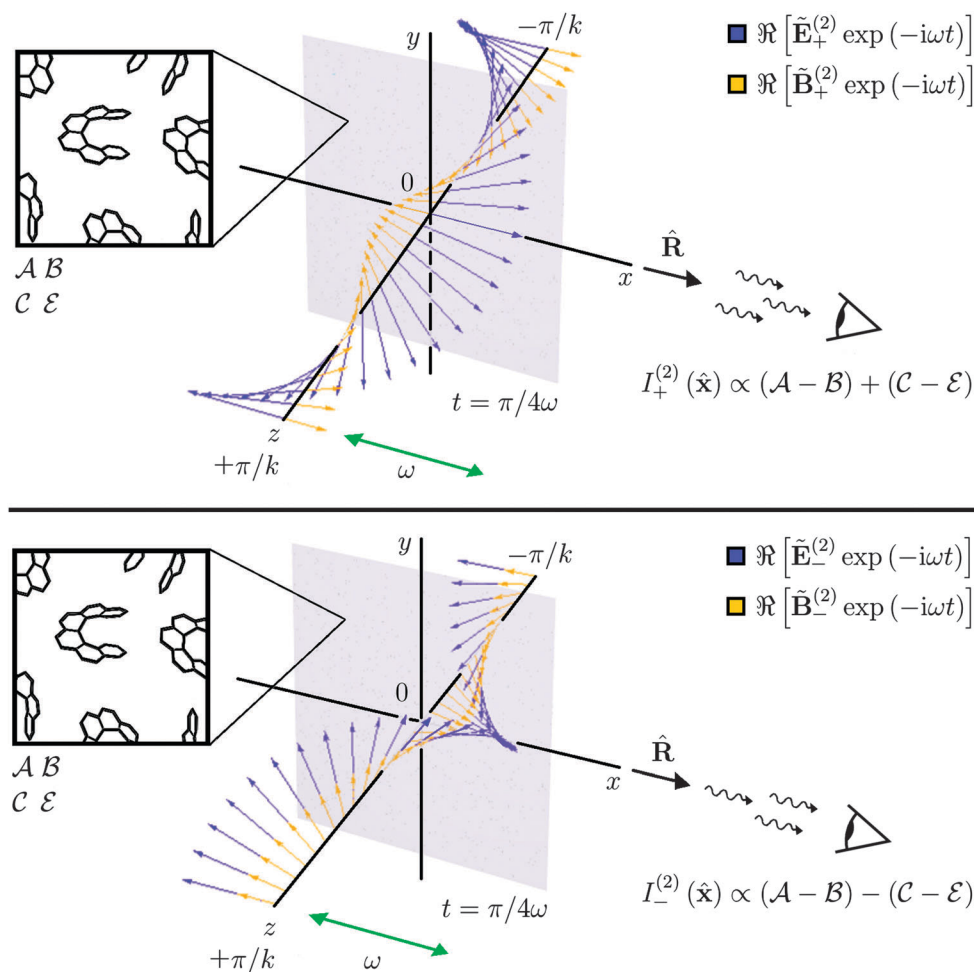 y
−π/k
ℜ [Ẽ₊⁽²⁾ exp (−iωt)]
ℜ [B̃₊⁽²⁾ exp (−iωt)]
0
𝒜 ℬ
𝒞 ℰ
x
R̂
I₊⁽²⁾ (x̂) ∝ (𝒜 − ℬ) + (𝒞 − ℰ)
t = π/4ω
z
+π/k
ω
y
−π/k
ℜ [Ẽ₋⁽²⁾ exp (−iωt)]
ℜ [B̃₋⁽²⁾ exp (−iωt)]
0
𝒜 ℬ
𝒞 ℰ
x
R̂
I₋⁽²⁾ (x̂) ∝ (𝒜 − ℬ) − (𝒞 − ℰ)
t = π/4ω
z
+π/k
ω